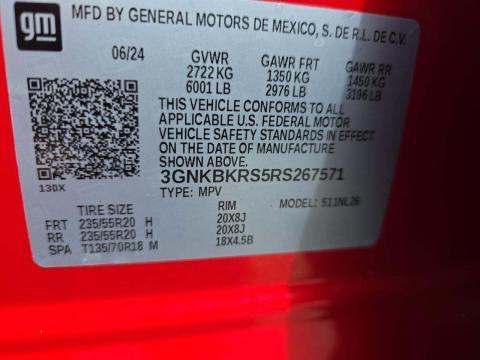 gm
MFD BY GENERAL MOTORS DE MEXICO, S. DE R.L. DE C.V.
06/24 GVWR GAWR FRT GAWR RR
2722 KG 1350 KG 1450 KG
6001 LB 2976 LB 3196 LB
THIS VEHICLE CONFORMS TO ALL
APPLICABLE U.S. FEDERAL MOTOR
VEHICLE SAFETY STANDARDS IN EFFECT
ON THE DATE OF MANUFACTURE
SHOWN ABOVE.
3GNKBKRS5RS267571
130X
TYPE: MPV MODEL: 511NL26
TIRE SIZE RIM
FRT 235/55R20 H 20X8J
RR 235/55R20 H 20X8J
SPA T135/70R18 M 18X4.5B